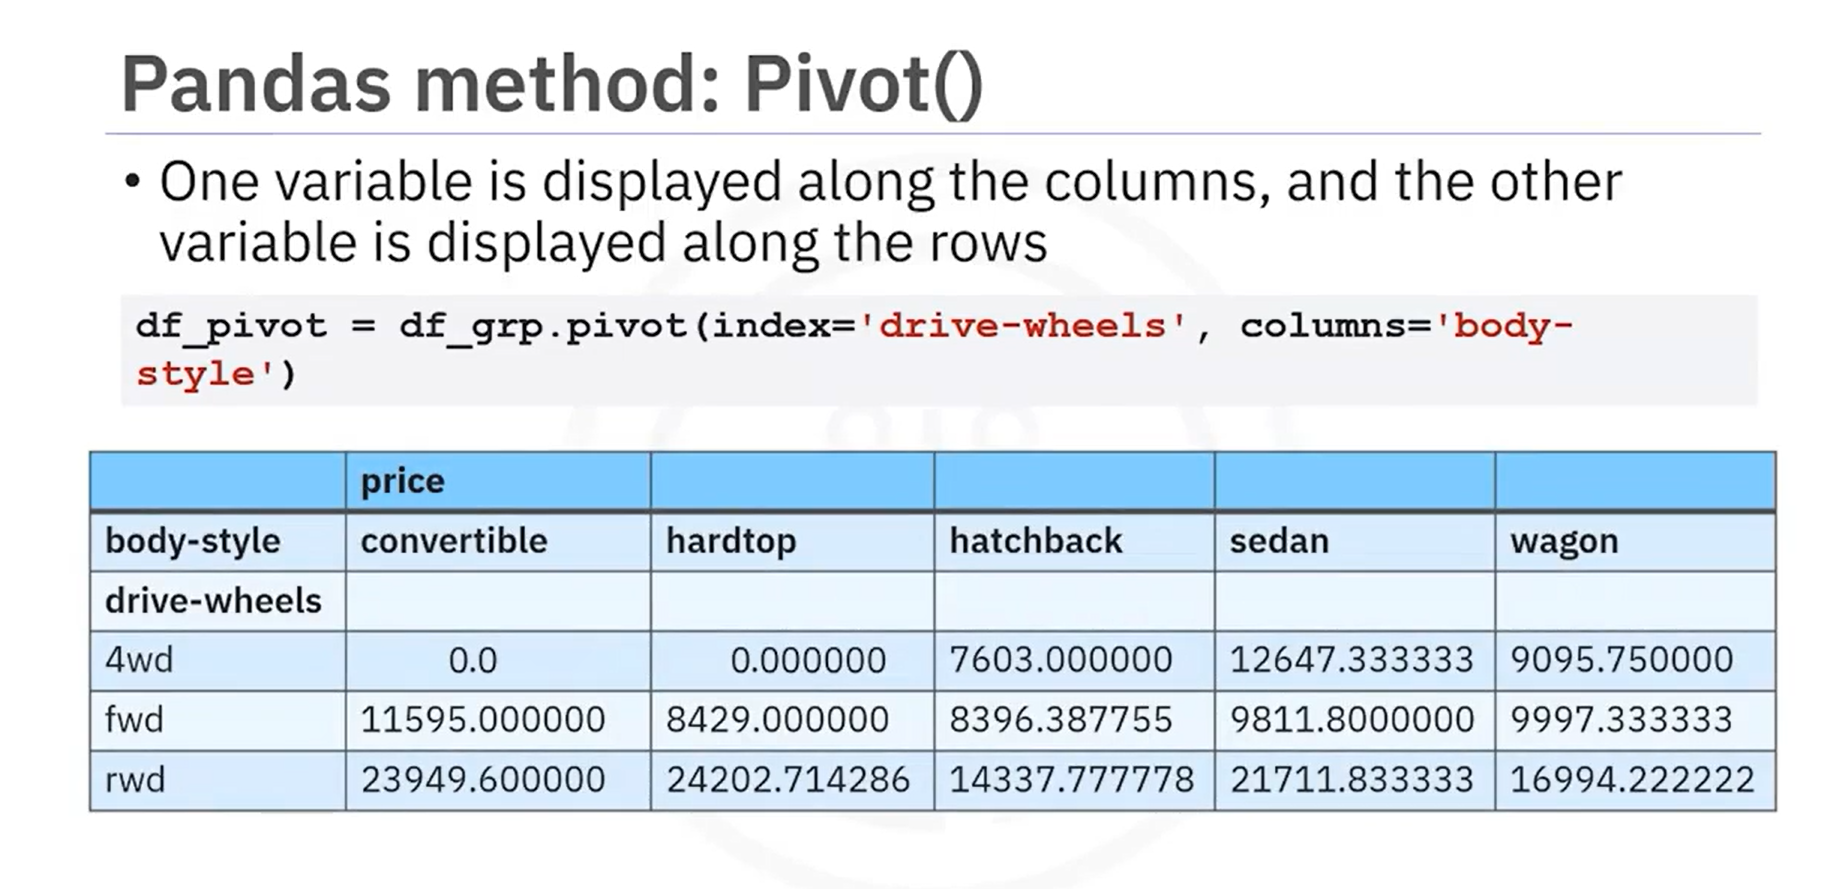 Pandas method: Pivot()
• One variable is displayed along the columns, and the other
variable is displayed along the rows
df_pivot = df_grp.pivot(index='drive-wheels', columns='body-
style')
price
body-style convertible hardtop hatchback sedan wagon
drive-wheels
4wd 0.0 0.000000 7603.000000 12647.333333 9095.750000
fwd 11595.000000 8429.000000 8396.387755 9811.8000000 9997.333333
rwd 23949.600000 24202.714286 14337.777778 21711.833333 16994.222222